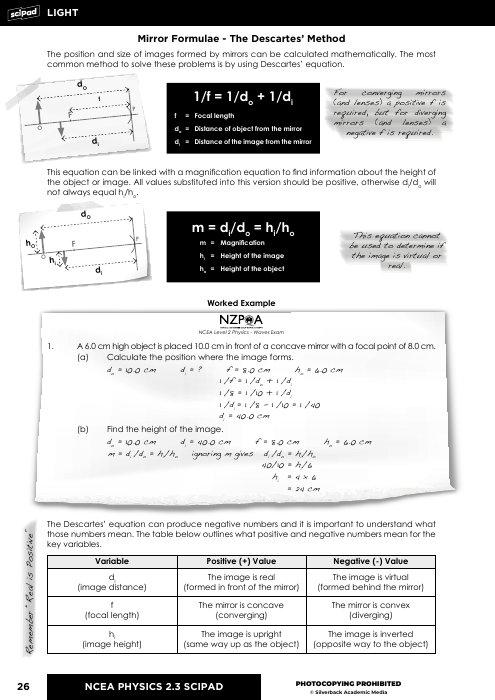 scipad LIGHT
Mirror Formulae - The Descartes' Method
The position and size of images formed by mirrors can be calculated mathematically. The most
common method to solve these problems is by using Descartes' equation.
dₒ
f
O
F
I
dᵢ
1/f = 1/dₒ + 1/dᵢ
f = Focal length
dₒ = Distance of object from the mirror
dᵢ = Distance of the image from the mirror
For converging mirrors
(and lenses) a positive f is
required, but for diverging
mirrors (and lenses) a
negative f is required.
This equation can be linked with a magnification equation to find information about the height of
the object or image. All values substituted into this version should be positive, otherwise dᵢ/dₒ will
not always equal hᵢ/hₒ.
dₒ
hₒ
F
hᵢ
dᵢ
m = dᵢ/dₒ = hᵢ/hₒ
m = Magnification
hᵢ = Height of the image
hₒ = Height of the object
This equation cannot
be used to determine if
the image is virtual or
real.
Worked Example
NZPOA
NCEA Level 2 Physics - Waves Exam
1. A 6.0 cm high object is placed 10.0 cm in front of a concave mirror with a focal point of 8.0 cm.
(a) Calculate the position where the image forms.
dₒ = 10.0 cm dᵢ = ? f = 8.0 cm hₒ = 6.0 cm
1/f = 1/dₒ + 1/dᵢ
1/8 = 1/10 + 1/dᵢ
1/dᵢ = 1/8 - 1/10 = 1/40
dᵢ = 40.0 cm
(b) Find the height of the image.
dₒ = 10.0 cm dᵢ = 40.0 cm f = 8.0 cm hₒ = 6.0 cm
m = dᵢ/dₒ = hᵢ/hₒ ignoring m gives dᵢ/dₒ = hᵢ/hₒ
40/10 = hᵢ/6
hᵢ = 4 x 6
= 24 cm
The Descartes' equation can produce negative numbers and it is important to understand what
those numbers mean. The table below outlines what positive and negative numbers mean for the
key variables.
Remember "Real is Positive"
Variable Positive (+) Value Negative (-) Value
dᵢ
(image distance)
The image is real
(formed in front of the mirror)
The image is virtual
(formed behind the mirror)
f
(focal length)
The mirror is concave
(converging)
The mirror is convex
(diverging)
hᵢ
(image height)
The image is upright
(same way up as the object)
The image is inverted
(opposite way to the object)
26 NCEA PHYSICS 2.3 SCIPAD
PHOTOCOPYING PROHIBITED
© Silverback Academic Media